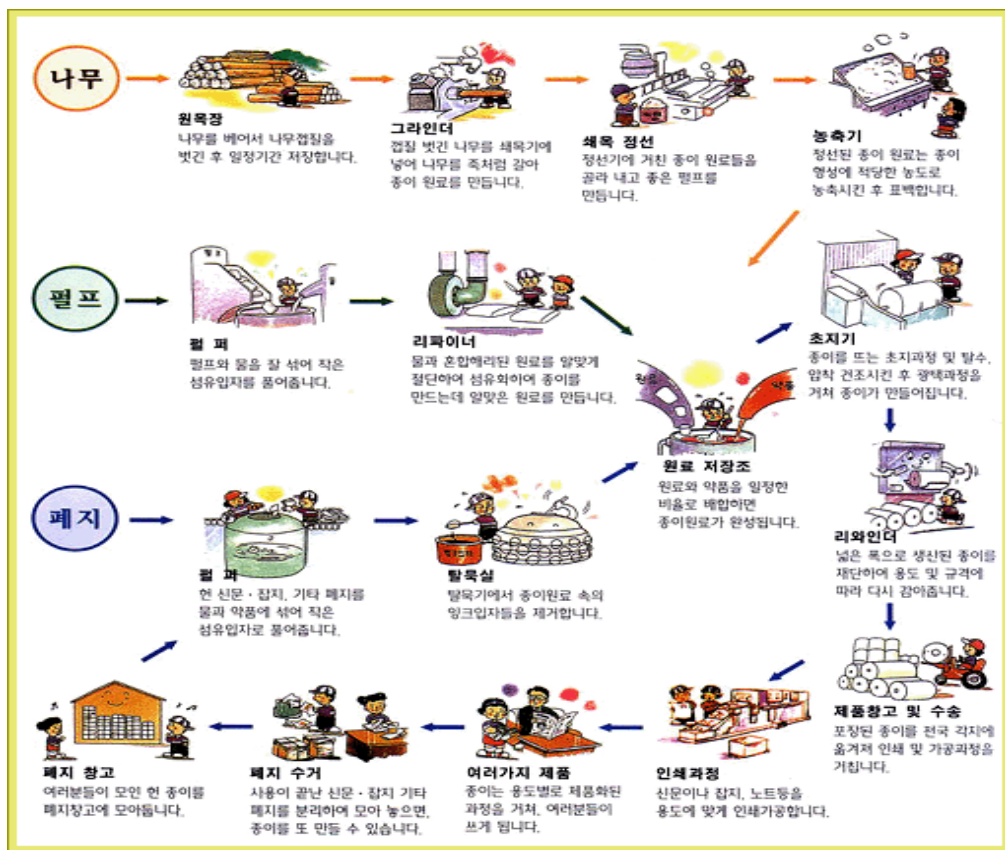 나무
원목장
나무를 베어서 나무껍질을
벗긴 후 일정기간 저장합니다.
그라인더
껍질 벗긴 나무를 쇄목기에
넣어 나무를 죽처럼 갈아
종이 원료를 만듭니다.
쇄목 정선
정선기에 거친 종이 원료들을
골라 내고 좋은 펄프를
만듭니다.
농축기
정선된 종이 원료는 종이
형성에 적당한 농도로
농축시킨 후 표백합니다.
펄프
펄 퍼
펄프와 물을 잘 섞어 작은
섬유입자를 풀어줍니다.
리파이너
물과 혼합해리된 원료를 알맞게
절단하여 섬유화하여 종이를
만드는데 알맞은 원료를 만듭니다.
원료
약품
원료 저장조
원료와 약품을 일정한
비율로 배합하면
종이원료가 완성됩니다.
초지기
종이를 뜨는 초지과정 및 탈수,
압착 건조시킨 후 광택과정을
거쳐 종이가 만들어집니다.
폐지
펄 퍼
헌 신문·잡지, 기타 폐지를
물과 약품에 섞어 작은
섬유입자로 풀어줍니다.
탈묵실
탈묵기에서 종이원료 속의
잉크입자들을 제거합니다.
리와인더
넓은 폭으로 생산된 종이를
재단하여 용도 및 규격에
따라 다시 감아줍니다.
제품창고 및 수송
포장된 종이를 전국 각지에
옮겨져 인쇄 및 가공과정을
거칩니다.
인쇄과정
신문이나 잡지, 노트등을
용도에 맞게 인쇄가공합니다.
여러가지 제품
종이는 용도별로 제품화된
과정을 거쳐, 여러분들이
쓰게 됩니다.
폐지 수거
사용이 끝난 신문·잡지 기타
폐지를 분리하여 모아 놓으면,
종이를 또 만들 수 있습니다.
폐지 창고
여러분들이 모인 헌 종이를
폐지창고에 모아둡니다.